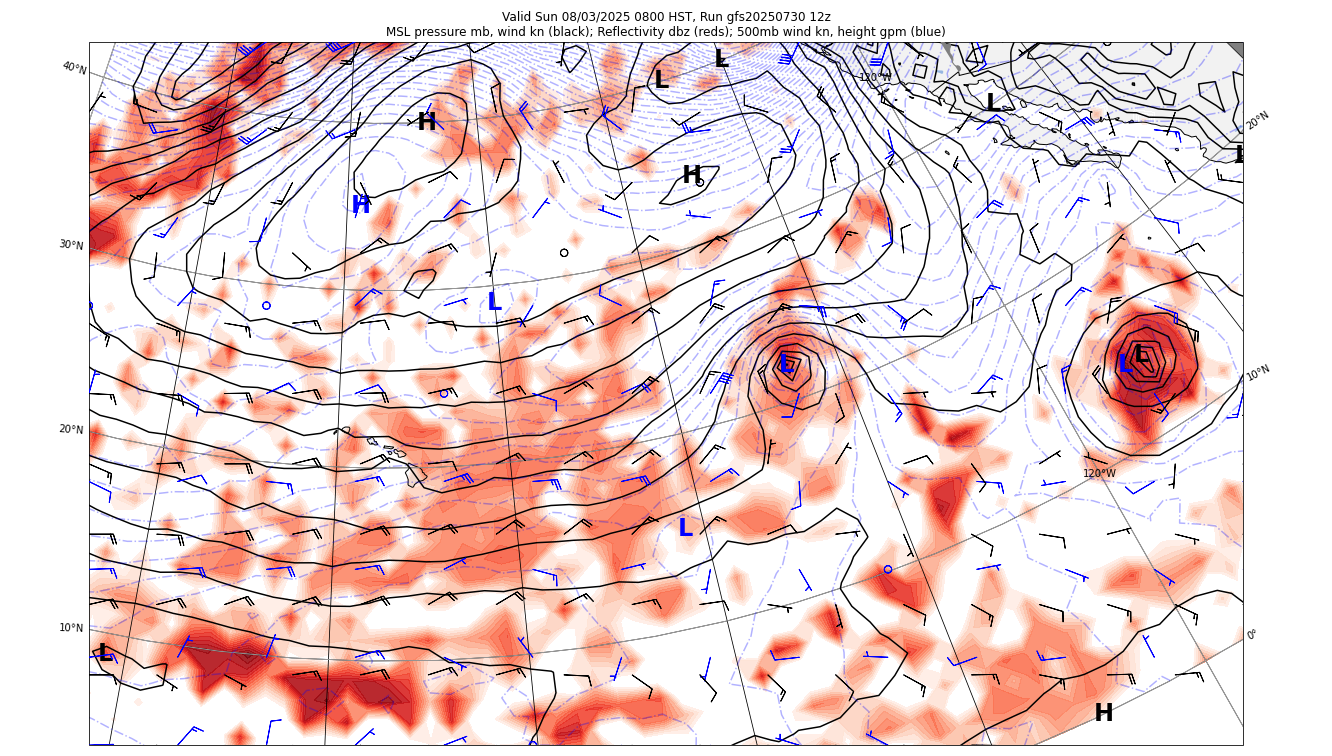 Valid Sun 08/03/2025 0800 HST, Run gfs20250730 12z
MSL pressure mb, wind kn (black); Reflectivity dbz (reds); 500mb wind kn, height gpm (blue)
40°N
L
L
120°W
L
20°N
H
L
H
H
30°N
L
L
L
L
10°N
20°N
120°W
L
10°N
0°
L
H